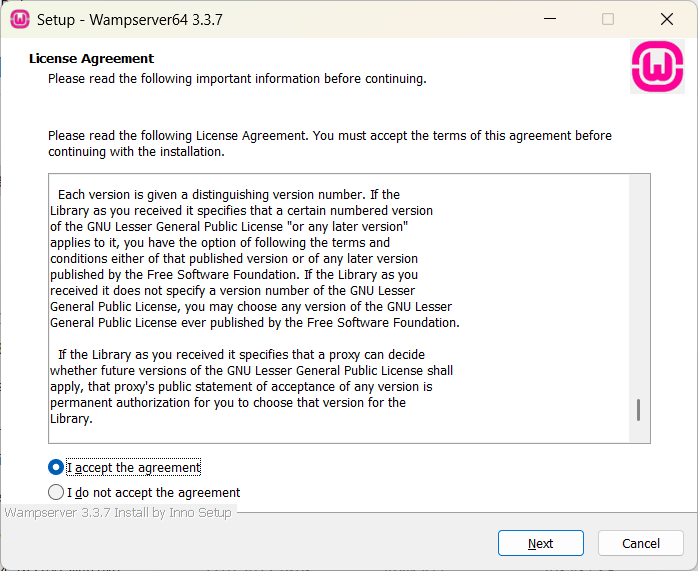 Setup - Wampserver64 3.3.7
License Agreement
Please read the following important information before continuing.
Please read the following License Agreement. You must accept the terms of this agreement before
continuing with the installation.
Each version is given a distinguishing version number. If the
Library as you received it specifies that a certain numbered version
of the GNU Lesser General Public License "or any later version"
applies to it, you have the option of following the terms and
conditions either of that published version or of any later version
published by the Free Software Foundation. If the Library as you
received it does not specify a version number of the GNU Lesser
General Public License, you may choose any version of the GNU Lesser
General Public License ever published by the Free Software Foundation.
If the Library as you received it specifies that a proxy can decide
whether future versions of the GNU Lesser General Public License shall
apply, that proxy's public statement of acceptance of any version is
permanent authorization for you to choose that version for the
Library.
I accept the agreement
I do not accept the agreement
Wampserver 3.3.7 Install by Inno Setup
Next
Cancel